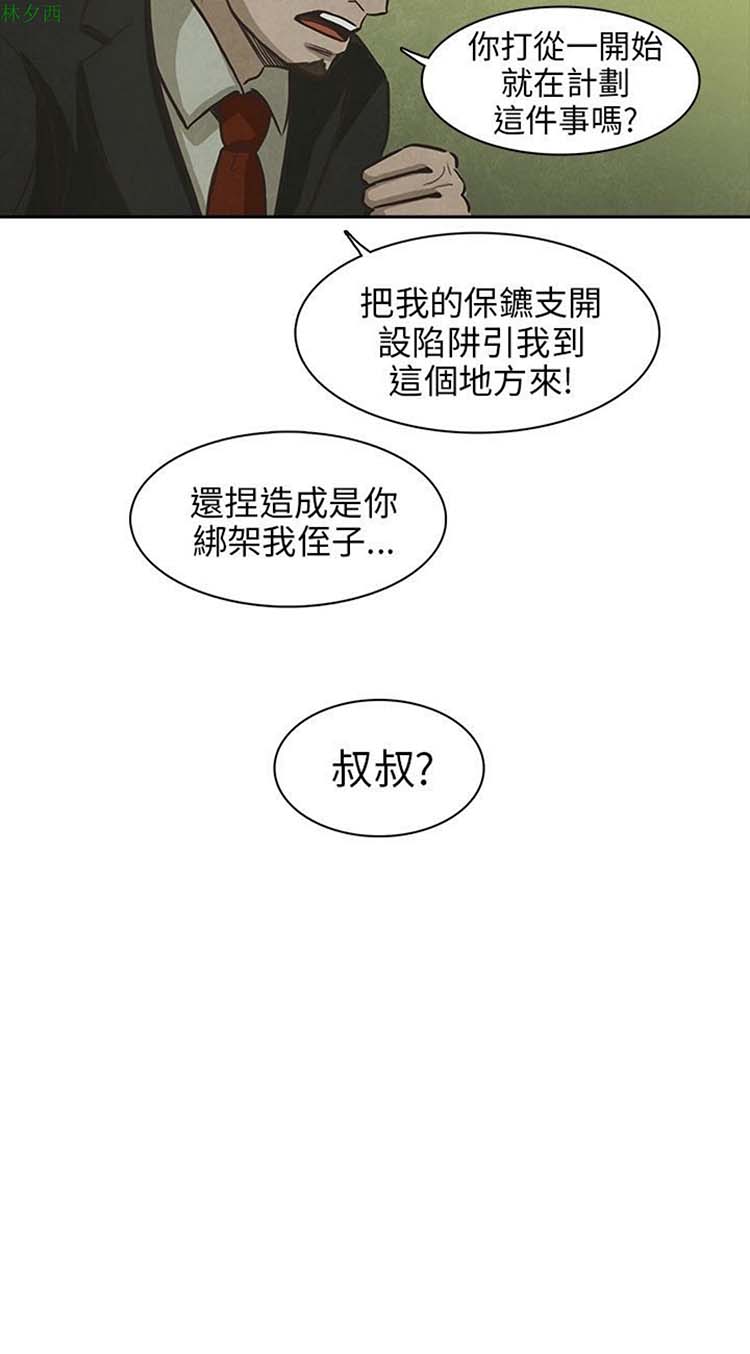 林夕西
你打從一開始
就在計劃
這件事嗎?
把我的保鑣支開
設陷阱引我到
這個地方來!
還捏造成是你
綁架我侄子...
叔叔?